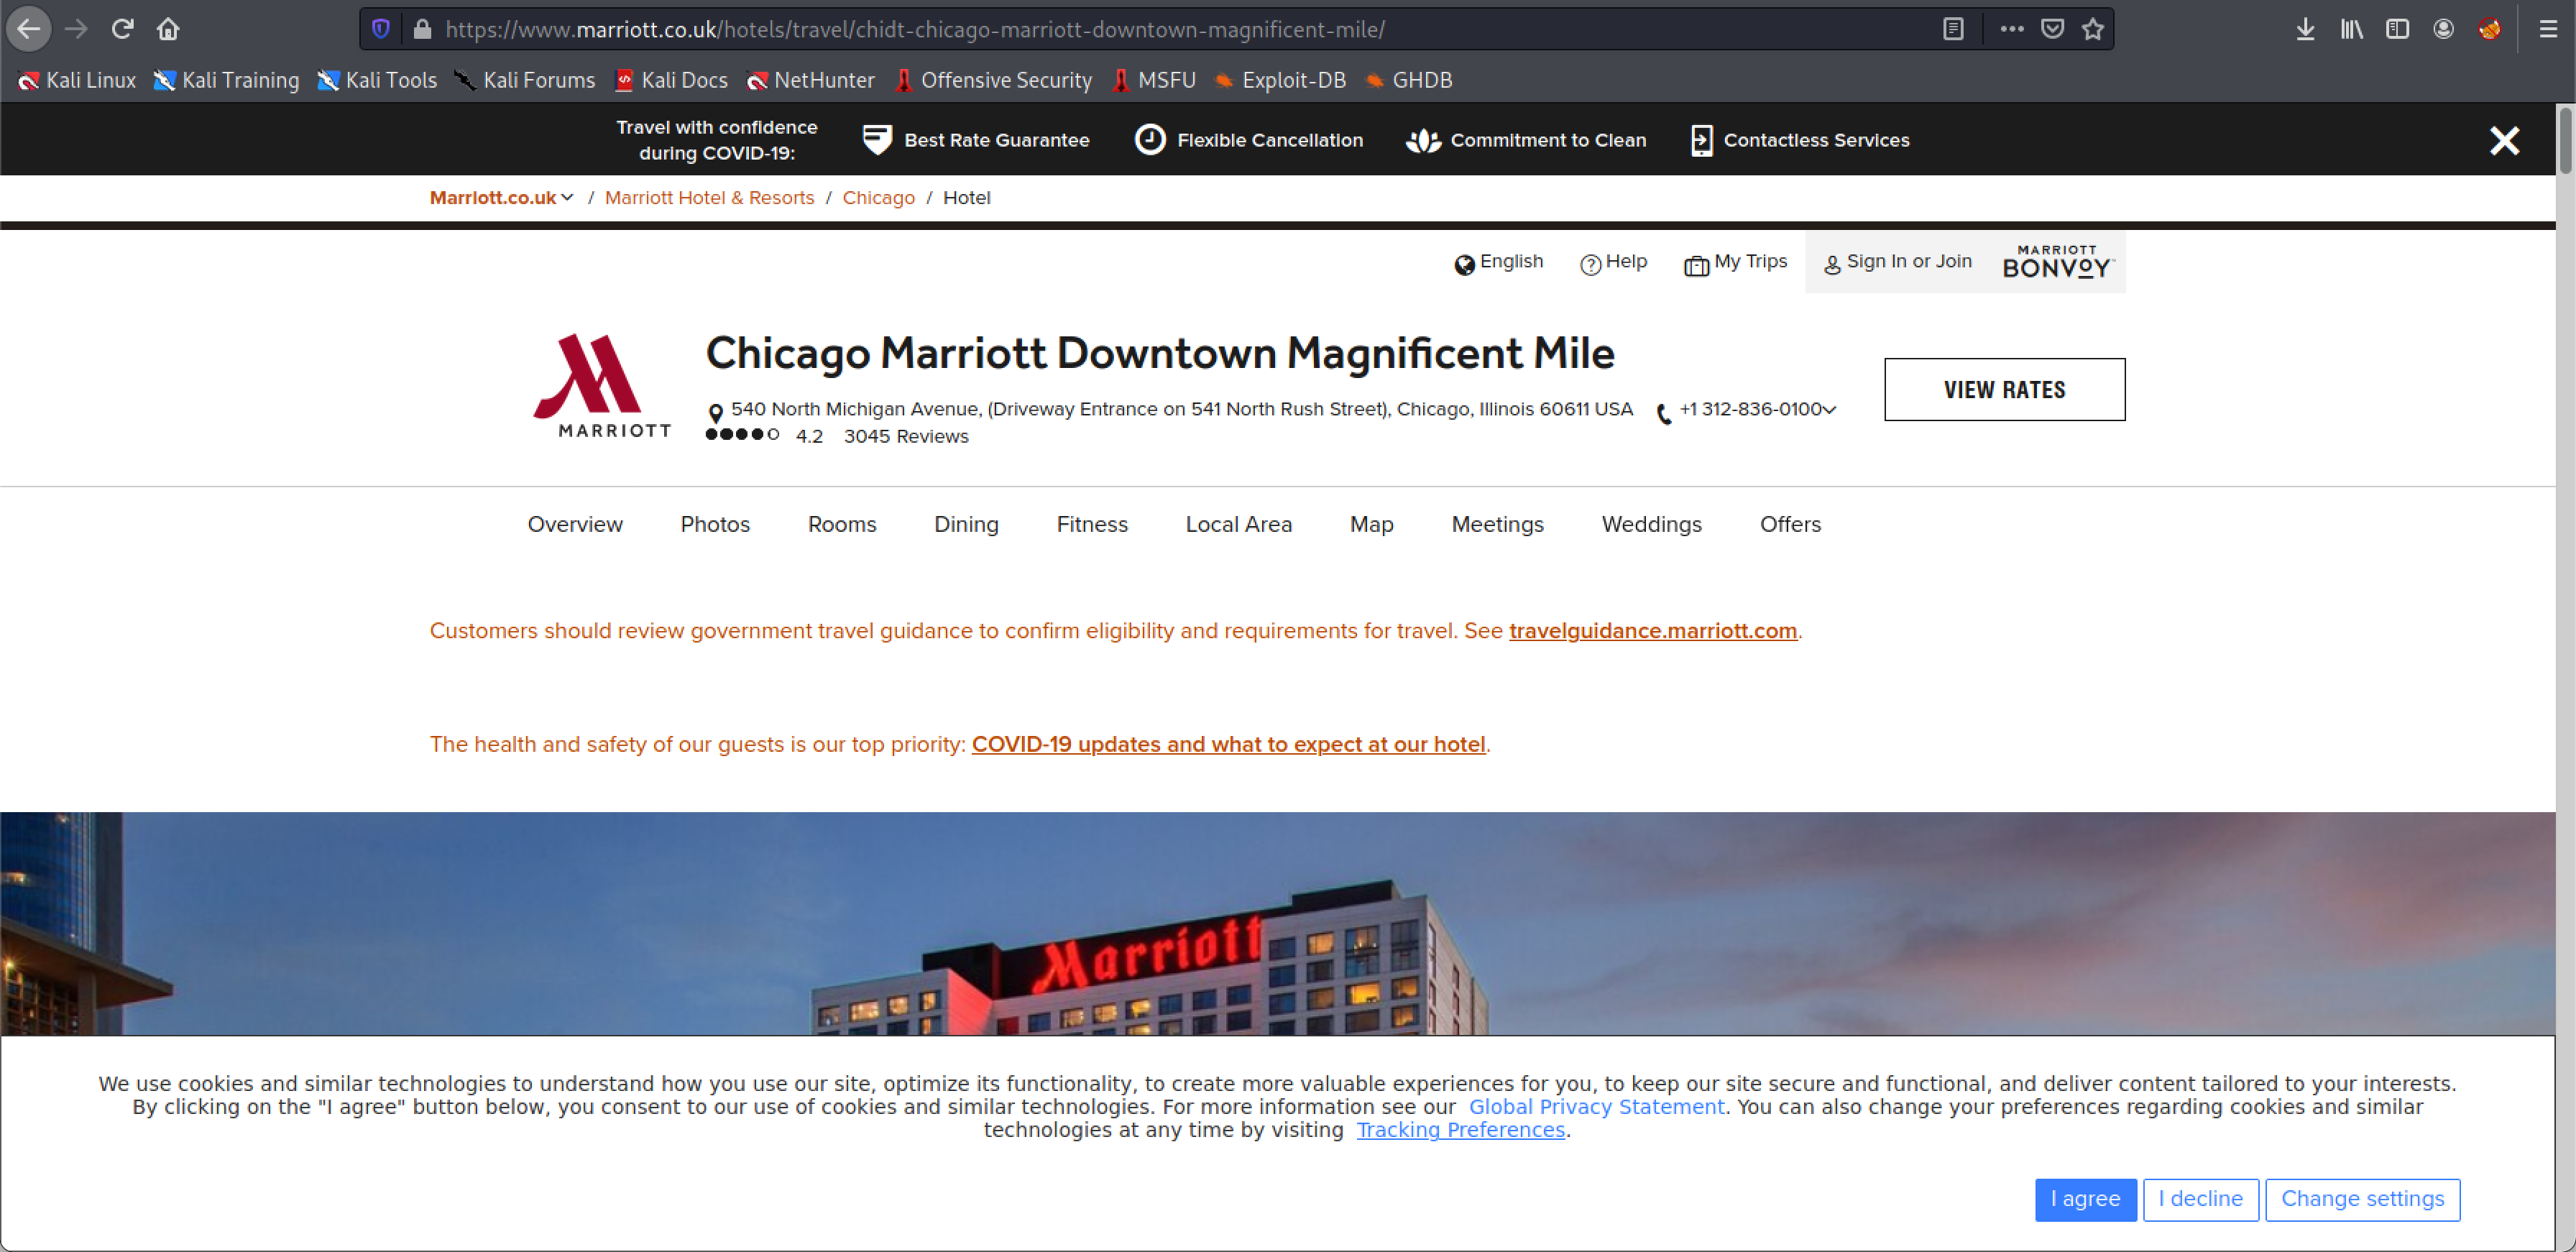 https://www.marriott.co.uk/hotels/travel/chidt-chicago-marriott-downtown-magnificent-mile/
Kali Linux Kali Training Kali Tools Kali Forums Kali Docs NetHunter Offensive Security MSFU Exploit-DB GHDB
Travel with confidence
during COVID-19:
Best Rate Guarantee Flexible Cancellation Commitment to Clean Contactless Services
Marriott.co.uk / Marriott Hotel & Resorts / Chicago / Hotel
English Help My Trips Sign In or Join MARRIOTT
BONVOY™
Chicago Marriott Downtown Magnificent Mile
VIEW RATES
540 North Michigan Avenue, (Driveway Entrance on 541 North Rush Street), Chicago, Illinois 60611 USA +1 312-836-0100
MARRIOTT
4.2 3045 Reviews
Overview Photos Rooms Dining Fitness Local Area Map Meetings Weddings Offers
Customers should review government travel guidance to confirm eligibility and requirements for travel. See travelguidance.marriott.com.
The health and safety of our guests is our top priority: COVID-19 updates and what to expect at our hotel.
Marriott
We use cookies and similar technologies to understand how you use our site, optimize its functionality, to create more valuable experiences for you, to keep our site secure and functional, and deliver content tailored to your interests.
By clicking on the "I agree" button below, you consent to our use of cookies and similar technologies. For more information see our Global Privacy Statement. You can also change your preferences regarding cookies and similar
technologies at any time by visiting Tracking Preferences.
I agree I decline Change settings